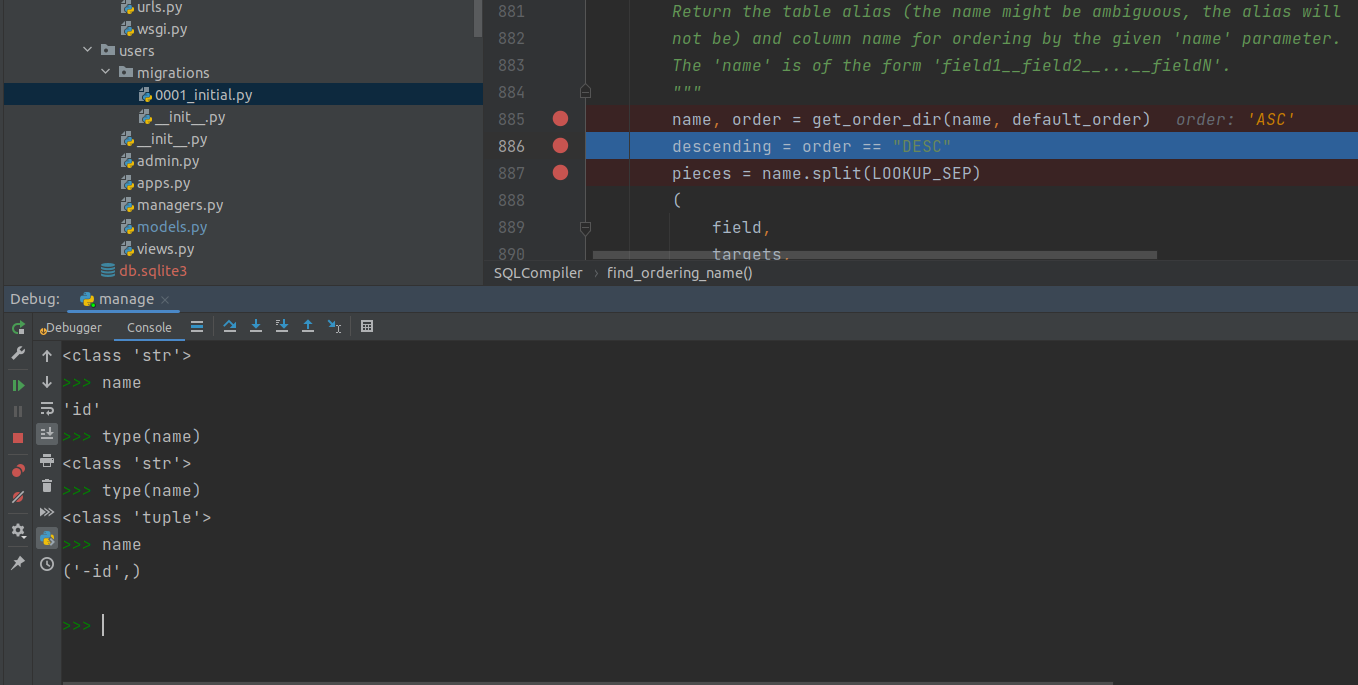 urls.py
wsgi.py
users
migrations
0001_initial.py
__init__.py
__init__.py
admin.py
apps.py
managers.py
models.py
views.py
db.sqlite3
881 Return the table alias (the name might be ambiguous, the alias will
882 not be) and column name for ordering by the given 'name' parameter.
883 The 'name' is of the form 'field1__field2__...__fieldN'.
884 """
885 name, order = get_order_dir(name, default_order) order: 'ASC'
886 descending = order == "DESC"
887 pieces = name.split(LOOKUP_SEP)
888 (
889 field,
890 targets,
SQLCompiler › find_ordering_name()
Debug: manage ×
Debugger Console
<class 'str'>
>>> name
'id'
>>> type(name)
<class 'str'>
>>> type(name)
<class 'tuple'>
>>> name
('-id',)
>>>